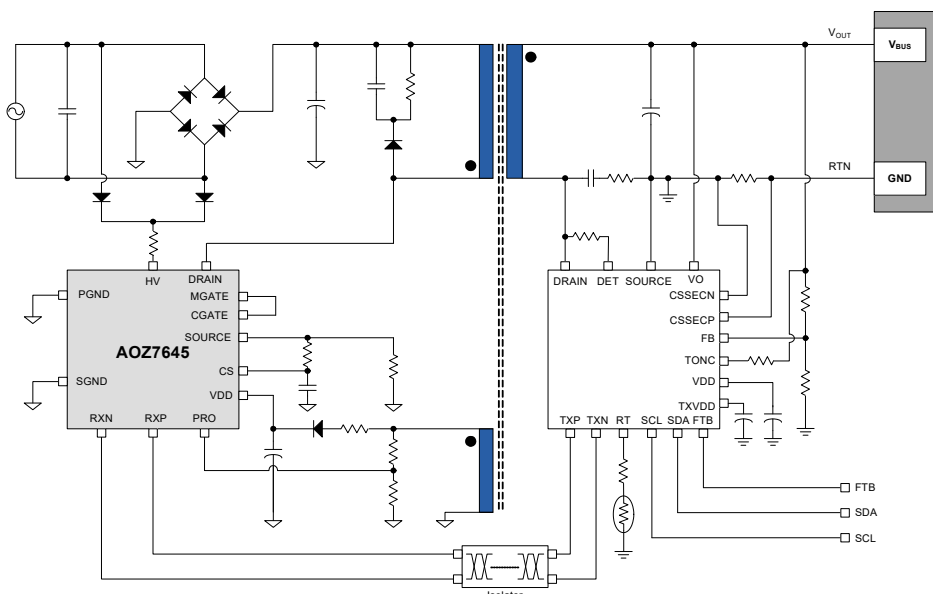 VOUT
VBUS
RTN
GND
HV
DRAIN
PGND
MGATE
CGATE
SOURCE
AOZ7645
CS
SGND
VDD
RXN
RXP
PRO
DRAIN
DET
SOURCE
VO
CSSECN
CSSECP
FB
TONC
VDD
TXVDD
TXP
TXN
RT
SCL
SDA
FTB
FTB
SDA
SCL
Isolator